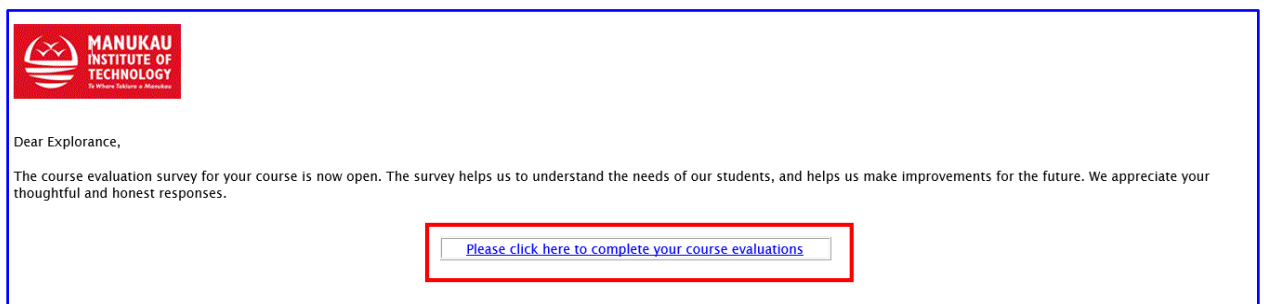 MANUKAU
INSTITUTE OF
TECHNOLOGY
Te Whare Takiura o Manukau
Dear Explorance,
The course evaluation survey for your course is now open. The survey helps us to understand the needs of our students, and helps us make improvements for the future. We appreciate your
thoughtful and honest responses.
Please click here to complete your course evaluations